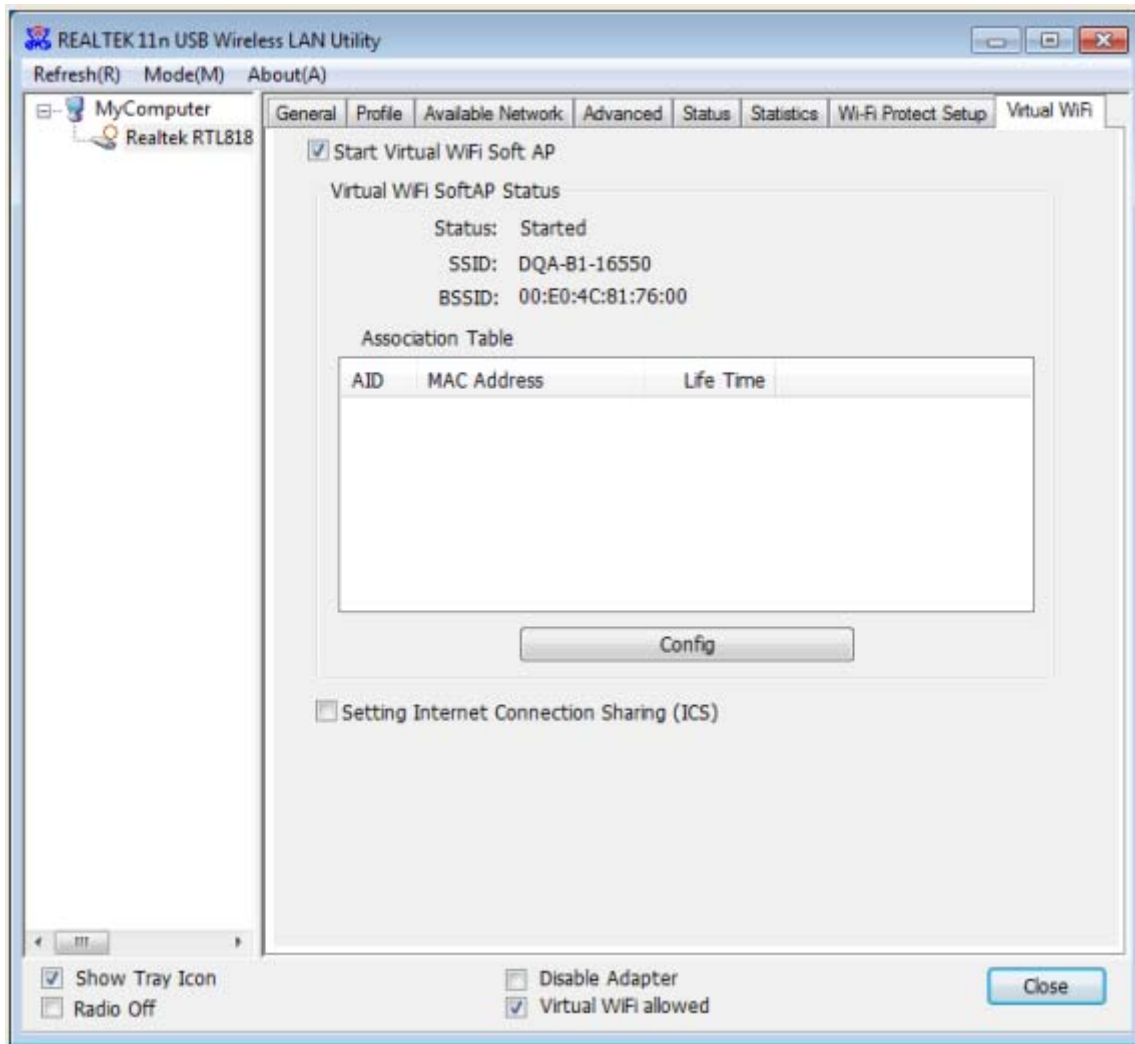 REALTEK 11n USB Wireless LAN Utility
Refresh(R) Mode(M) About(A)
MyComputer
Realtek RTL818
General Profile Available Network Advanced Status Statistics Wi-Fi Protect Setup Virtual WiFi
Start Virtual WiFi Soft AP
Virtual WiFi SoftAP Status
Status: Started
SSID: DQA-B1-16550
BSSID: 00:E0:4C:81:76:00
Association Table
AID MAC Address Life Time
Config
Setting Internet Connection Sharing (ICS)
Show Tray Icon Disable Adapter Close
Radio Off Virtual WiFi allowed